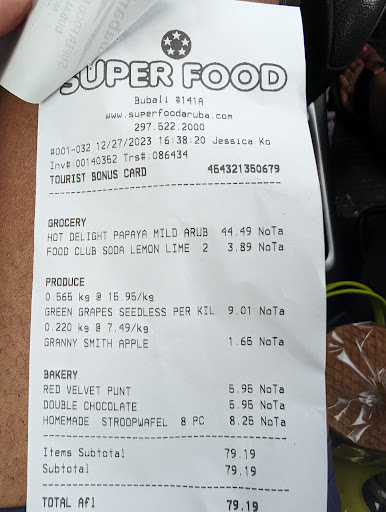 SUPER FOOD
Bubali #141A
www.superfoodaruba.com
297.522.2000
#001-032 12/27/2023 16:38:20 Jessica Ko
Inv#:00140352 Trs#:086434
TOURIST BONUS CARD 454321350679
GROCERY
HOT DELIGHT PAPAYA MILD ARUB 44.49 NoTa
FOOD CLUB SODA LEMON LIME 2 3.89 NoTa
PRODUCE
0.565 kg @ 15.95/kg
GREEN GRAPES SEEDLESS PER KIL 9.01 NoTa
0.220 kg @ 7.49/kg
GRANNY SMITH APPLE 1.65 NoTa
BAKERY
RED VELVET PUNT 5.95 NoTa
DOUBLE CHOCOLATE 5.95 NoTa
HOMEMADE STROOPWAFEL 8 PC 8.25 NoTa
Items Subtotal 79.19
Subtotal 79.19
TOTAL Afl 79.19